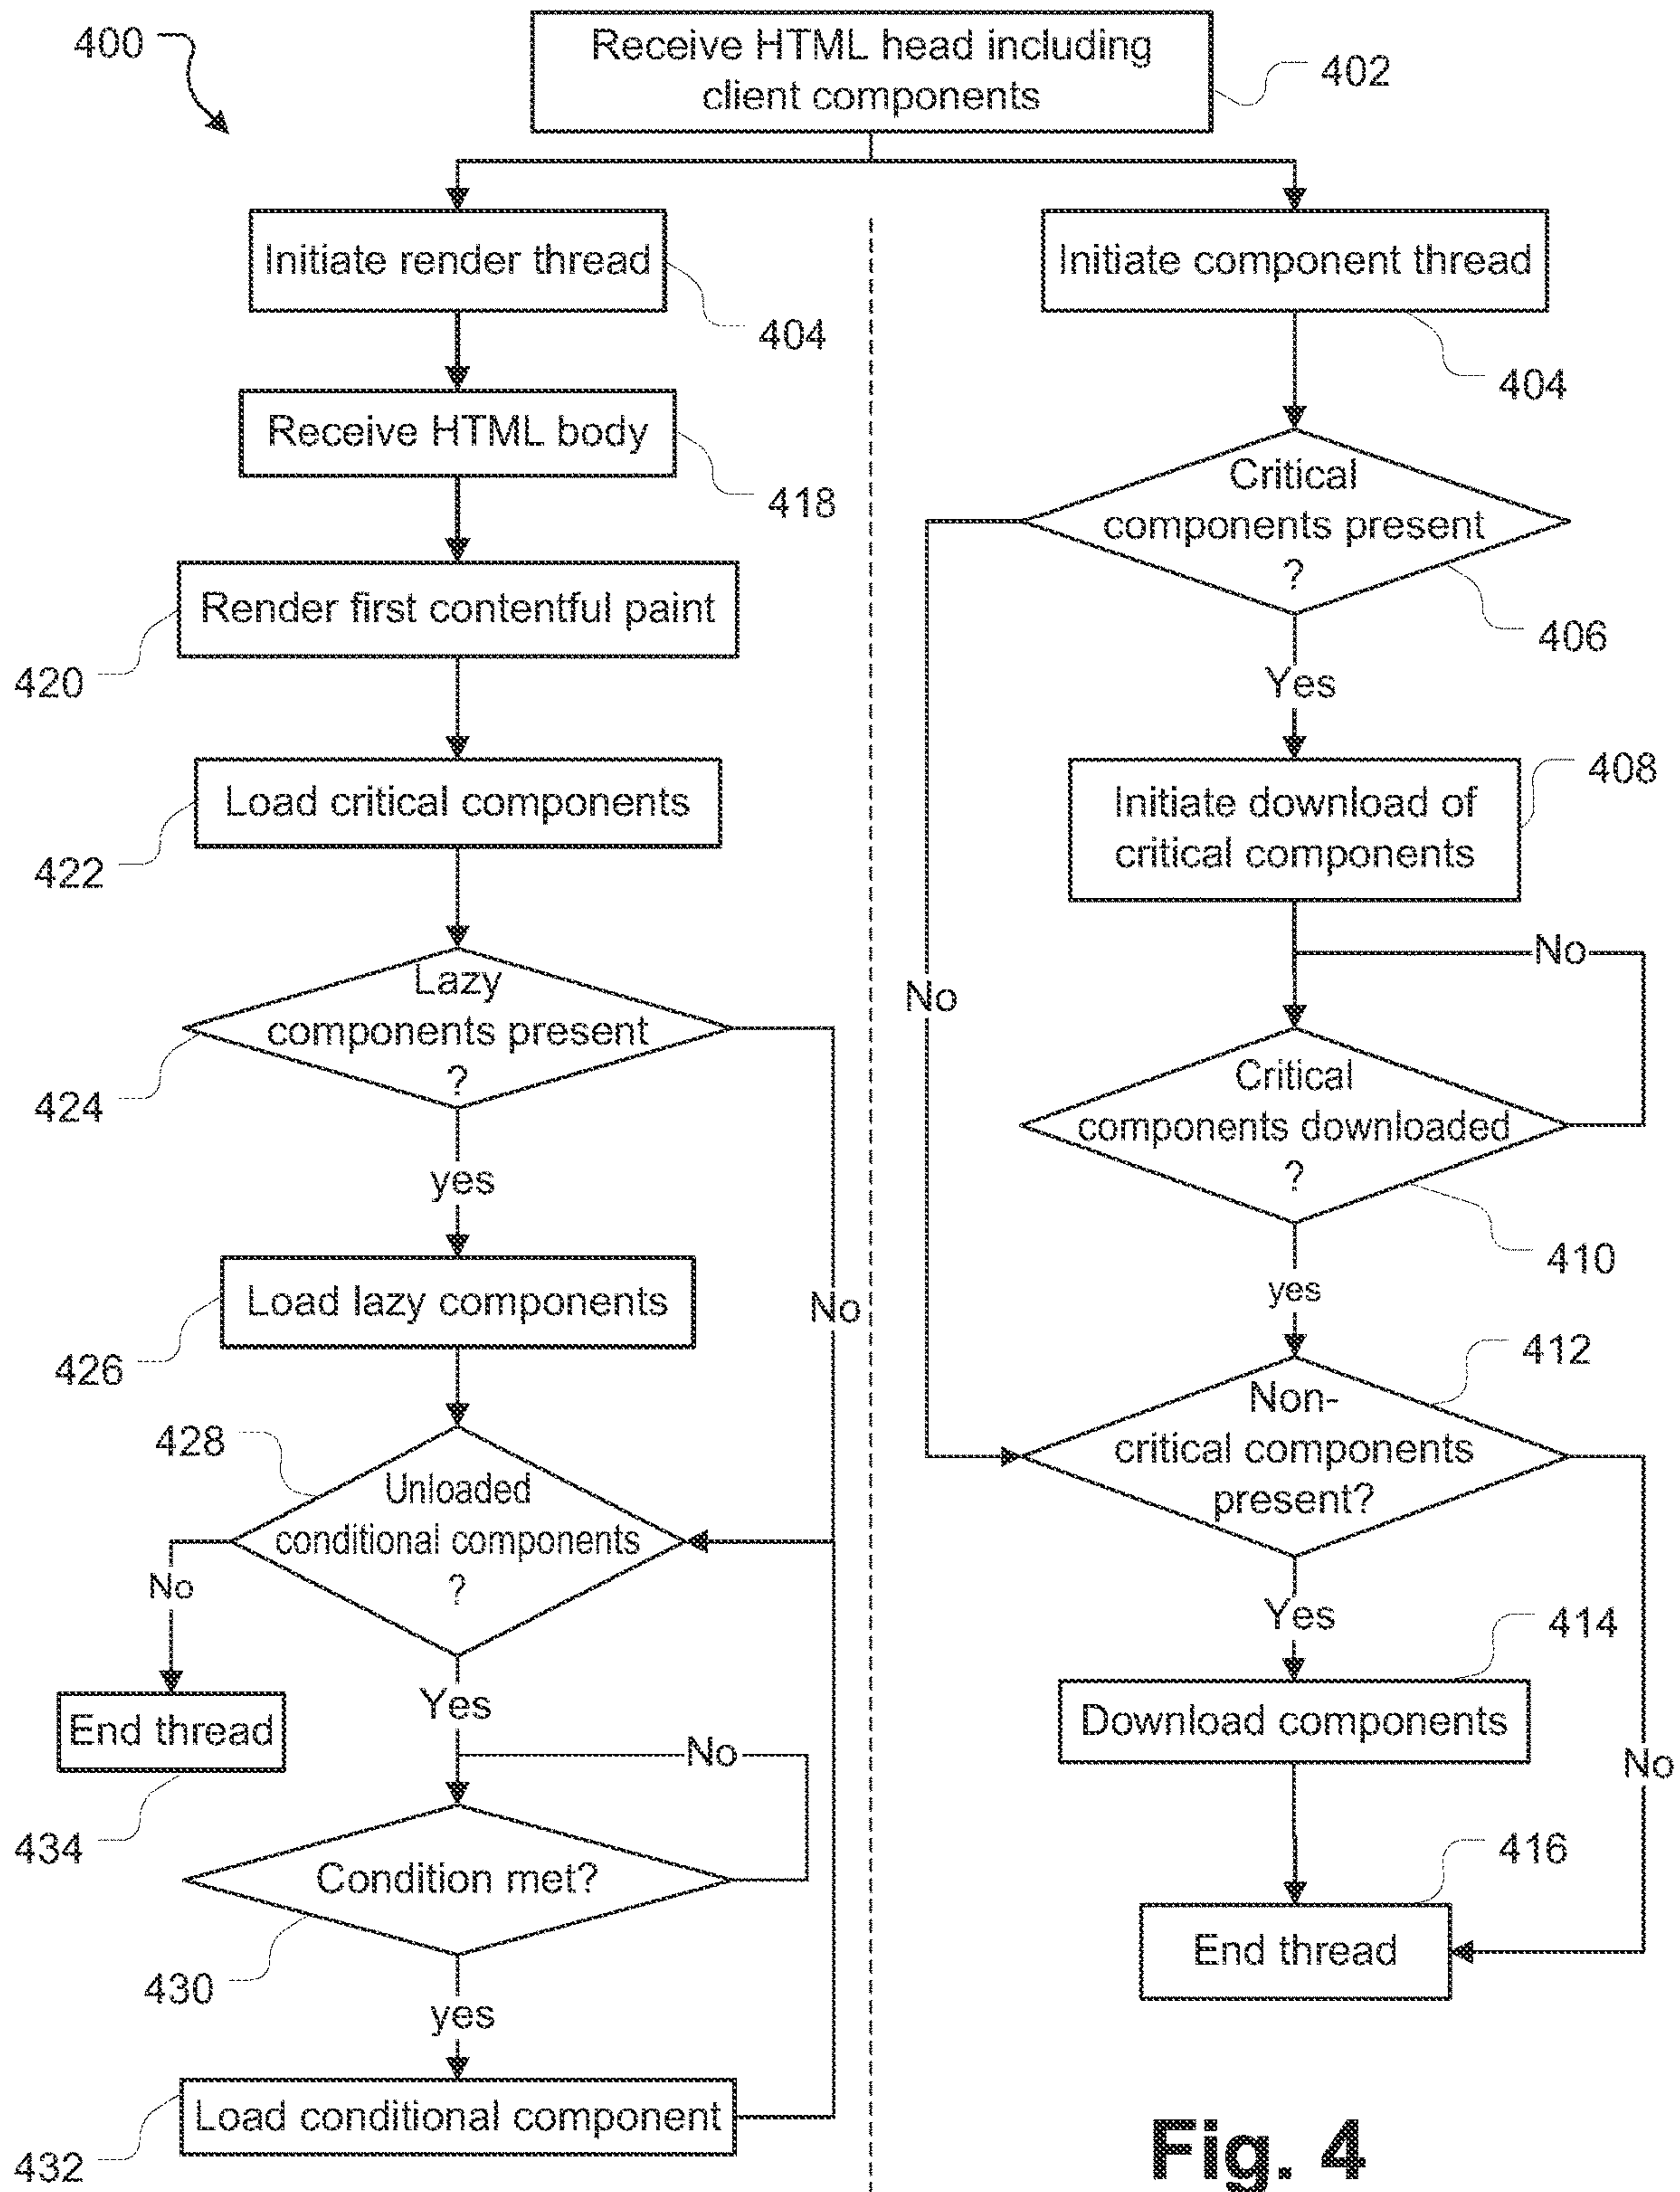 400
Receive HTML head including
client components
402
Initiate render thread
404
Receive HTML body
418
Render first contentful paint
420
Load critical components
422
Lazy
components present
?
424
yes
No
Load lazy components
426
428
Unloaded
conditional components
?
No
End thread
434
Yes
No
Condition met?
430
yes
Load conditional component
432
Initiate component thread
404
Critical
components present
?
406
No
Yes
Initiate download of
critical components
408
No
Critical
components downloaded
?
410
yes
412
Non-
critical components
present?
Yes
No
414
Download components
416
End thread
Fig. 4